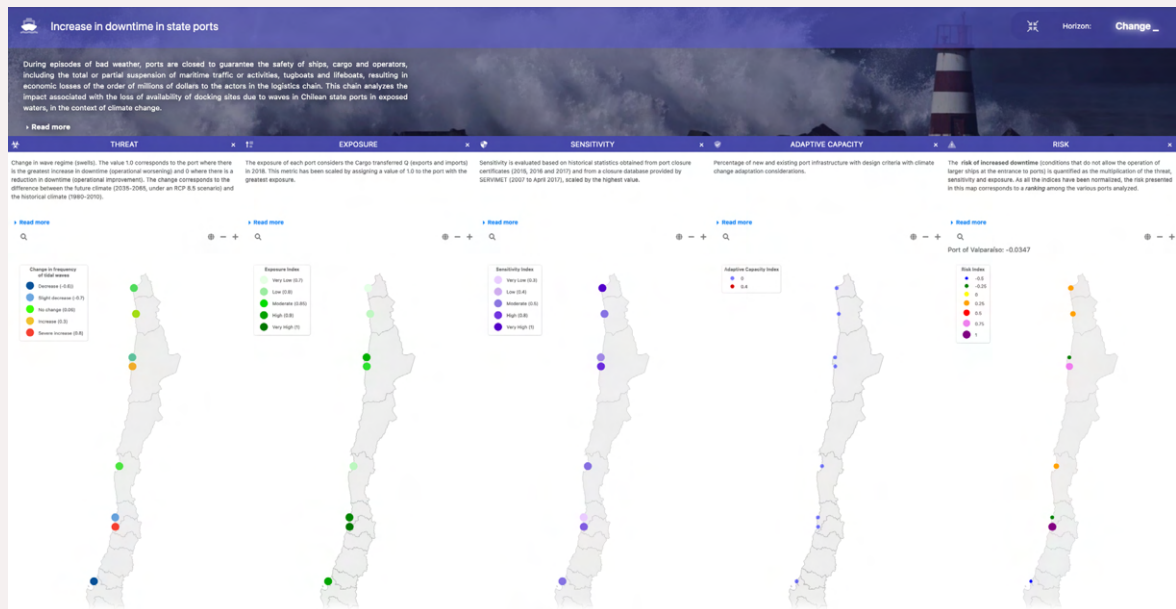 Increase in downtime in state ports
Horizon:
Change _
During episodes of bad weather, ports are closed to guarantee the safety of ships, cargo and operators,
including the total or partial suspension of maritime traffic or activities, tugboats and lifeboats, resulting in
economic losses of the order of millions of dollars to the actors in the logistics chain. This chain analyzes the
impact associated with the loss of availability of docking sites due to waves in Chilean state ports in exposed
waters, in the context of climate change.
Read more
THREAT
Change in wave regime (swells). The value 1.0 corresponds to the port where there
is the greatest increase in downtime (operational worsening) and 0 where there is a
reduction in downtime (operational improvement). The change corresponds to the
difference between the future climate (2035-2065, under an RCP 8.5 scenario) and
the historical climate (1980-2010).
Read more
Change in frequency
of tidal waves
Decrease (-0.8)
Slight decrease (-0.7)
No change (0.05)
Increase (0.3)
Severe increase (0.8)
EXPOSURE
The exposure of each port considers the Cargo transferred Q (exports and imports)
in 2018. This metric has been scaled by assigning a value of 1.0 to the port with the
greatest exposure.
Read more
Exposure Index
Very Low (0.7)
Low (0.8)
Moderate (0.85)
High (0.9)
Very High (1)
SENSITIVITY
Sensitivity is evaluated based on historical statistics obtained from port closure
certificates (2015, 2016 and 2017) and from a closure database provided by
SERVIMET (2007 to April 2017), scaled by the highest value.
Read more
Sensitivity Index
Very Low (0.3)
Low (0.4)
Moderate (0.5)
High (0.8)
Very High (1)
ADAPTIVE CAPACITY
Percentage of new and existing port infrastructure with design criteria with climate
change adaptation considerations.
Read more
Adaptive Capacity Index
0
0.4
RISK
The risk of increased downtime (conditions that do not allow the operation of
larger ships at the entrance to ports) is quantified as the multiplication of the threat,
sensitivity and exposure. As all the indices have been normalized, the risk presented
in this map corresponds to a ranking among the various ports analyzed.
Read more
Port of Valparaíso: -0.0347
Risk Index
-0.5
-0.25
0
0.25
0.5
0.75
1